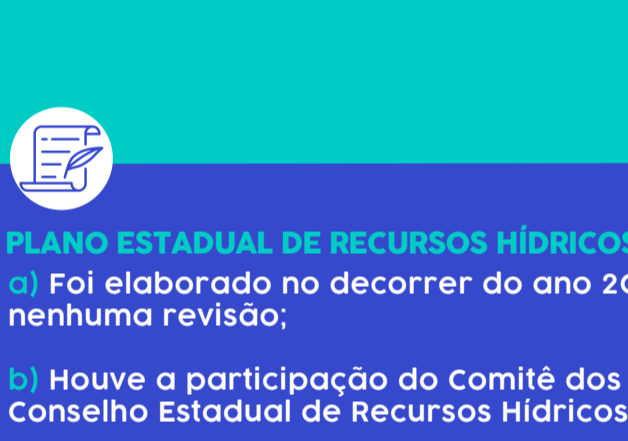 PLANO ESTADUAL DE RECURSOS HÍDRICOS
a) Foi elaborado no decorrer do ano
nenhuma revisão;
b) Houve a participação do Comitê dos
Conselho Estadual de Recursos Hídricos